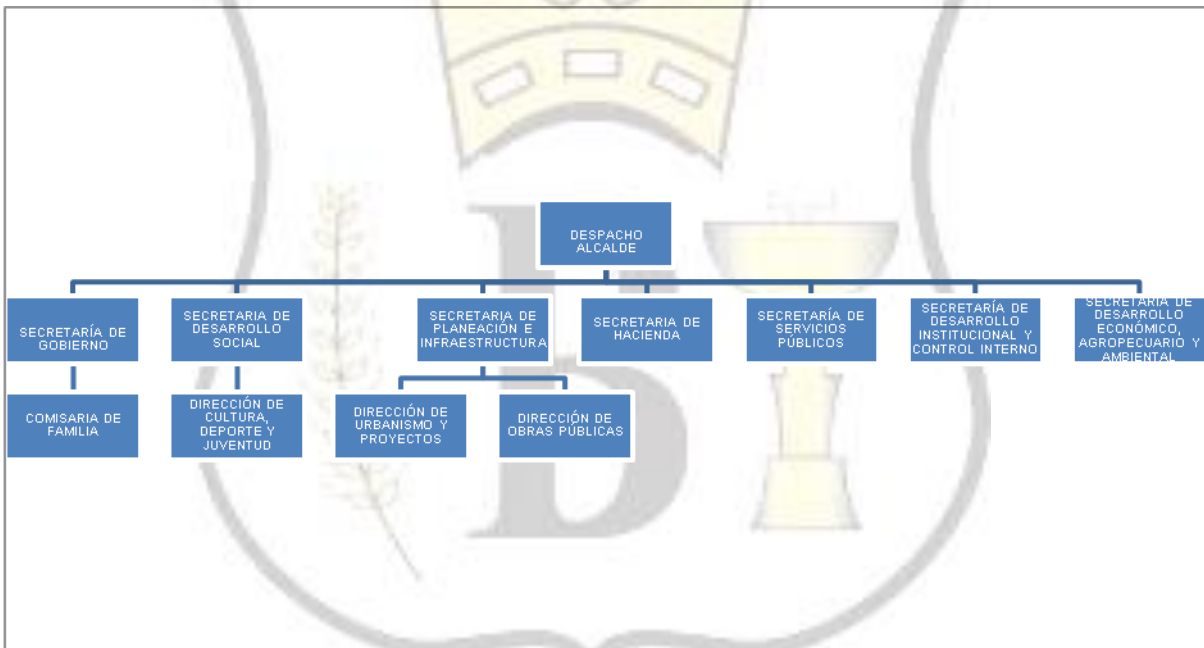 DESPACHO
ALCALDE
SECRETARÍA DE
GOBIERNO
SECRETARIA DE
DESARROLLO
SOCIAL
SECRETARIA DE
PLANEACIÓN E
INFRAESTRUCTURA
SECRETARIA DE
HACIENDA
SECRETARÍA DE
SERVICIOS
PÚBLICOS
SECRETARÍA DE
DESARROLLO
INSTITUCIONAL Y
CONTROL INTERNO
SECRETARIA DE
DESARROLLO
ECONÓMICO,
AGROPECUARIO Y
AMBIENTAL
COMISARIA DE
FAMILIA
DIRECCIÓN DE
CULTURA,
DEPORTE Y
JUVENTUD
DIRECCIÓN DE
URBANISMO Y
PROYECTOS
DIRECCIÓN DE
OBRAS PÚBLICAS
b